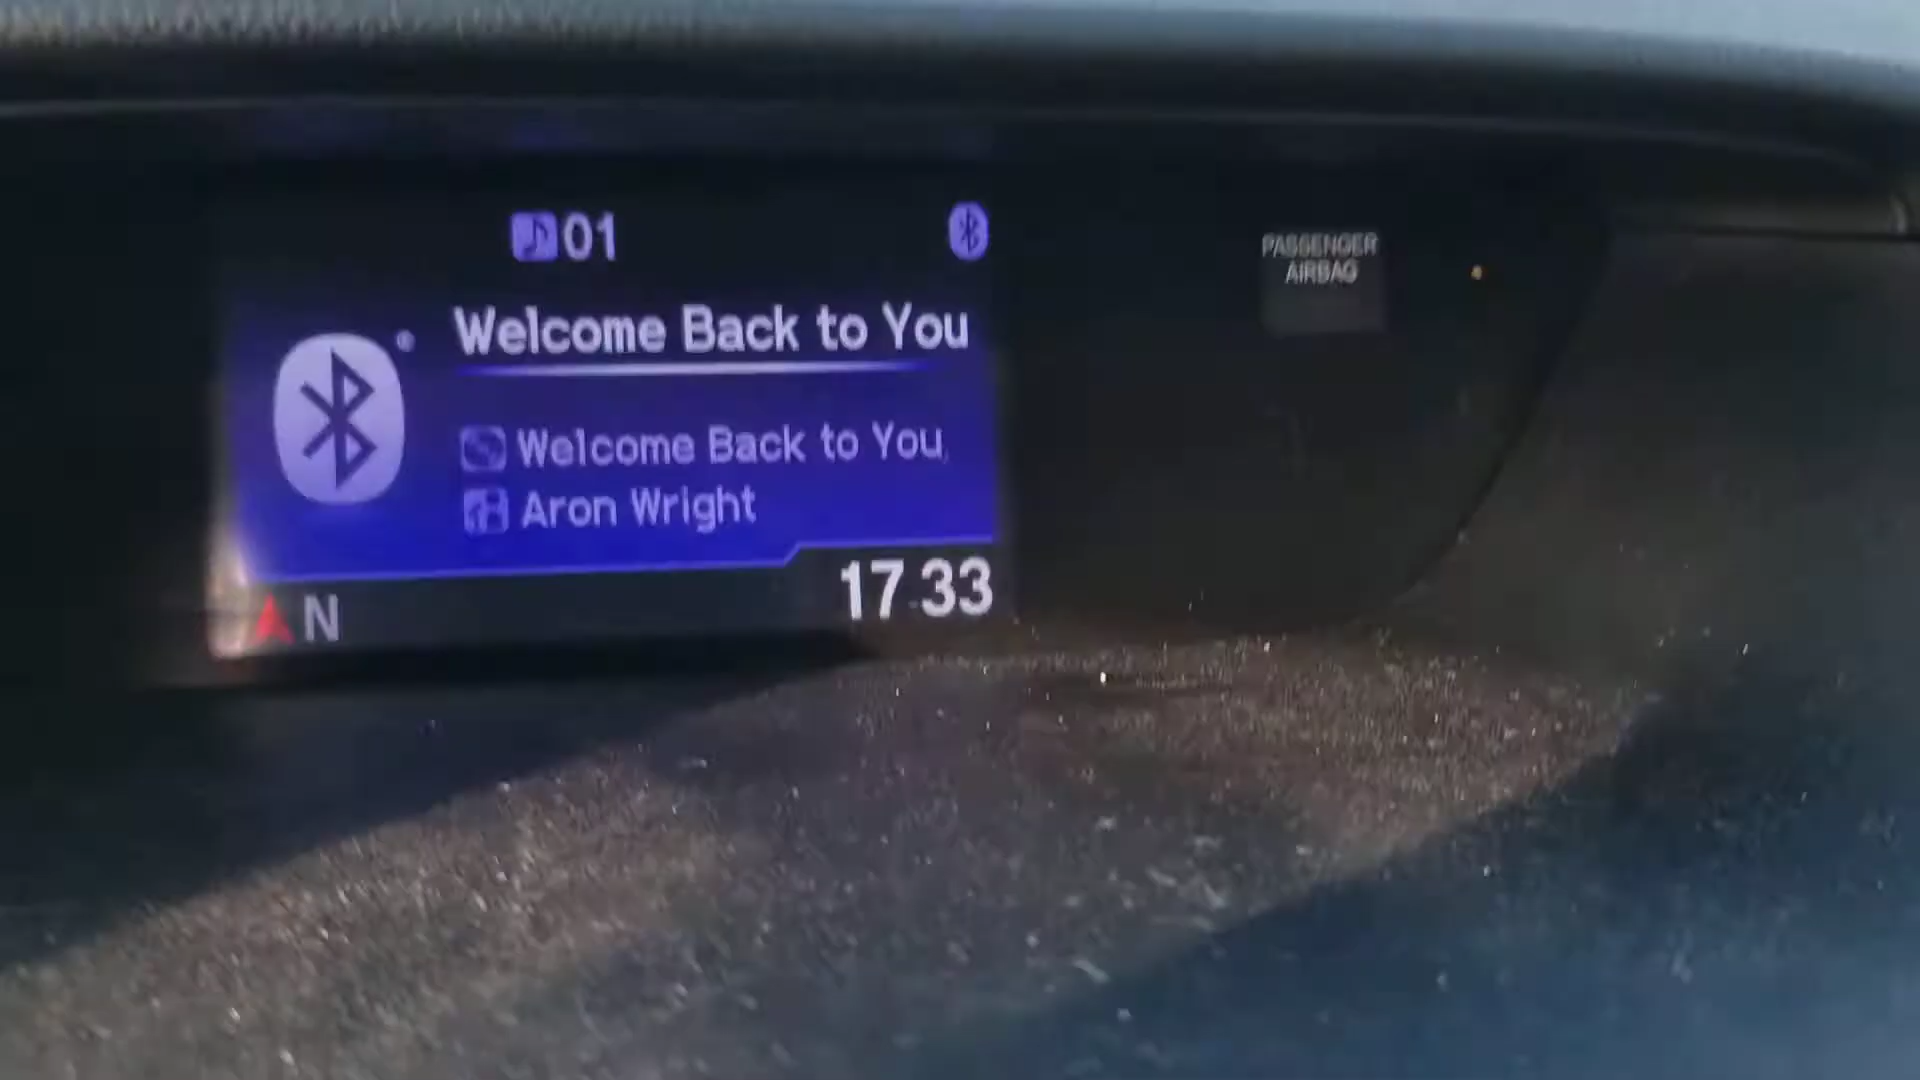 01
Welcome Back to You
Welcome Back to You,
Aron Wright
N
17:33
PASSENGER
AIRBAG